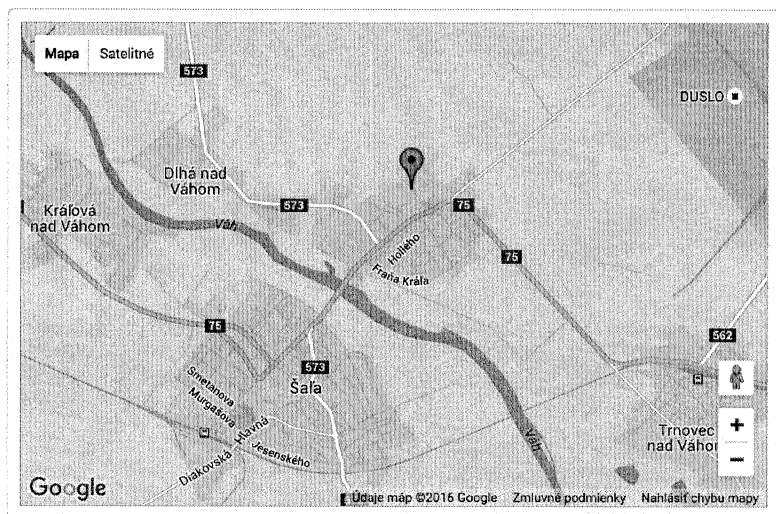 Mapa Satelitné
573
DUSLO
Dlhá nad
Váhom
573
Kráľová
nad Váhom
75
Váh
Hollého
75
Fraňa Kráľa
75
562
573
Smetanova
Šaľa
Murgašova
Hlavná
Trnovec
nad Váhom
Váh
Diakovská
Jesenského
Google
Údaje máp ©2016 Google Zmluvné podmienky Nahlásiť chybu mapy